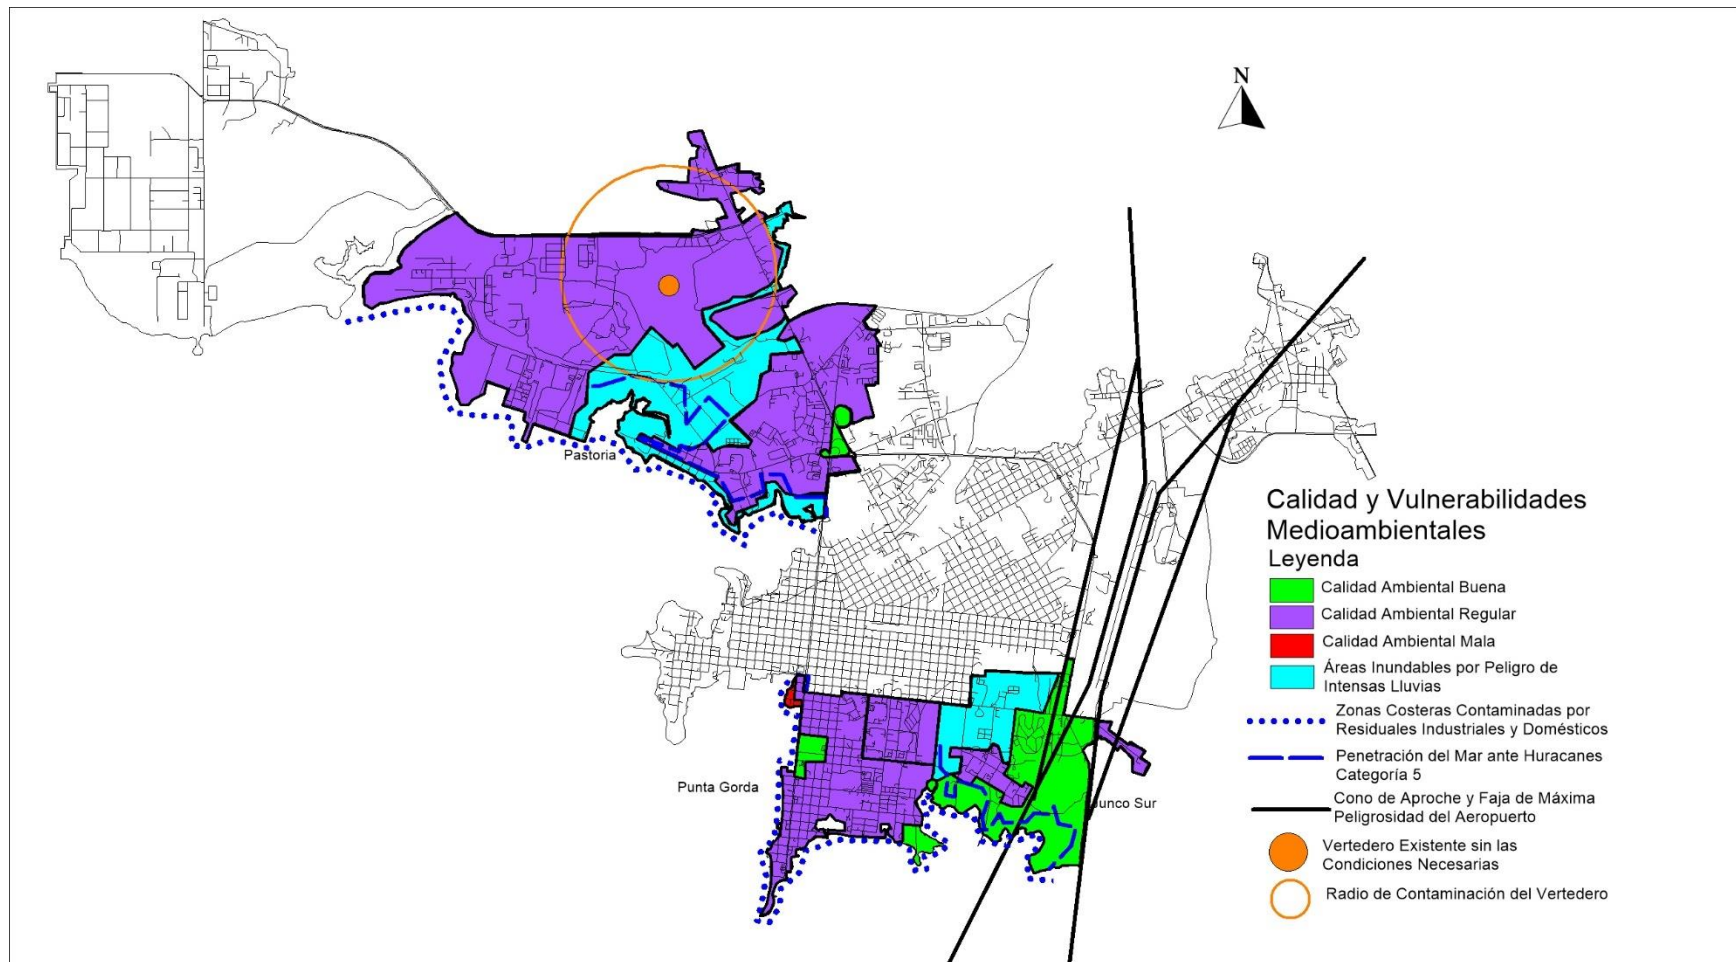 N
Pastoria
Punta Gorda
Junco Sur
Calidad y Vulnerabilidades
Medioambientales
Leyenda
Calidad Ambiental Buena
Calidad Ambiental Regular
Calidad Ambiental Mala
Áreas Inundables por Peligro de
Intensas Lluvias
Zonas Costeras Contaminadas por
Residuales Industriales y Domésticos
Penetración del Mar ante Huracanes
Categoría 5
Cono de Aproche y Faja de Máxima
Peligrosidad del Aeropuerto
Vertedero Existente sin las
Condiciones Necesarias
Radio de Contaminación del Vertedero